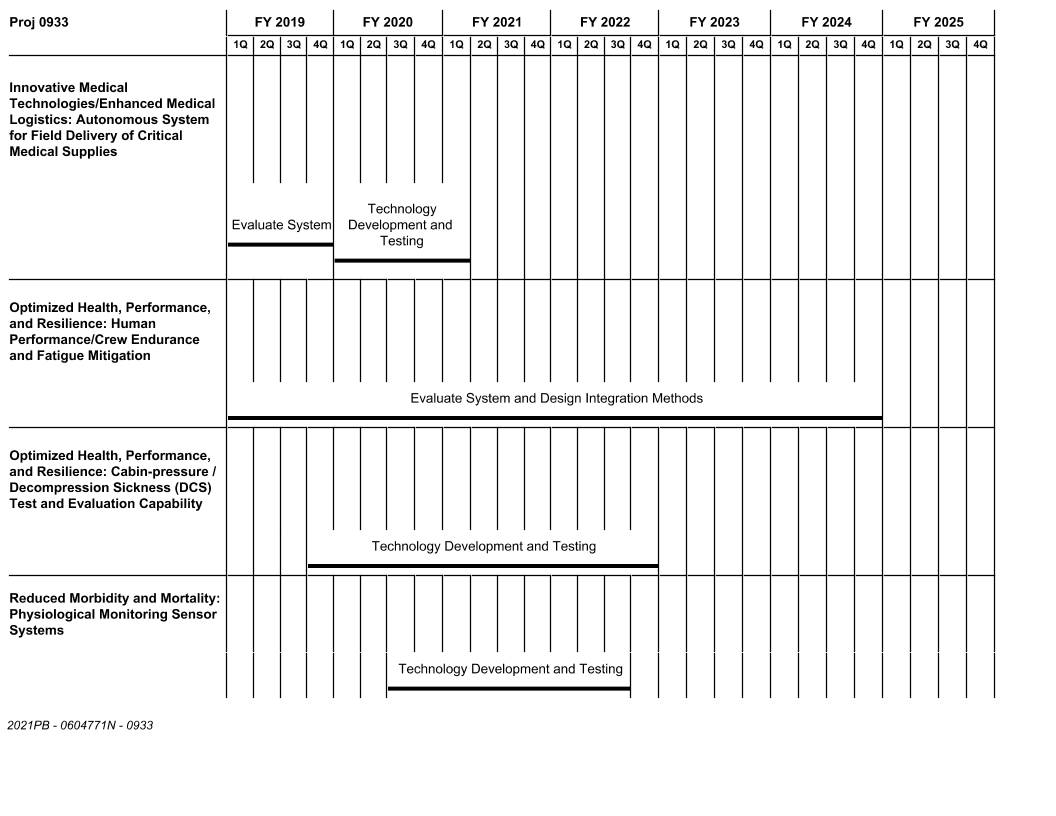 Proj 0933 FY 2019 FY 2020 FY 2021 FY 2022 FY 2023 FY 2024 FY 2025
1Q 2Q 3Q 4Q 1Q 2Q 3Q 4Q 1Q 2Q 3Q 4Q 1Q 2Q 3Q 4Q 1Q 2Q 3Q 4Q 1Q 2Q 3Q 4Q 1Q 2Q 3Q 4Q
Innovative Medical
Technologies/Enhanced Medical
Logistics: Autonomous System
for Field Delivery of Critical
Medical Supplies
Evaluate System
Technology
Development and
Testing
Optimized Health, Performance,
and Resilience: Human
Performance/Crew Endurance
and Fatigue Mitigation
Evaluate System and Design Integration Methods
Optimized Health, Performance,
and Resilience: Cabin-pressure /
Decompression Sickness (DCS)
Test and Evaluation Capability
Technology Development and Testing
Reduced Morbidity and Mortality:
Physiological Monitoring Sensor
Systems
Technology Development and Testing
2021PB - 0604771N - 0933